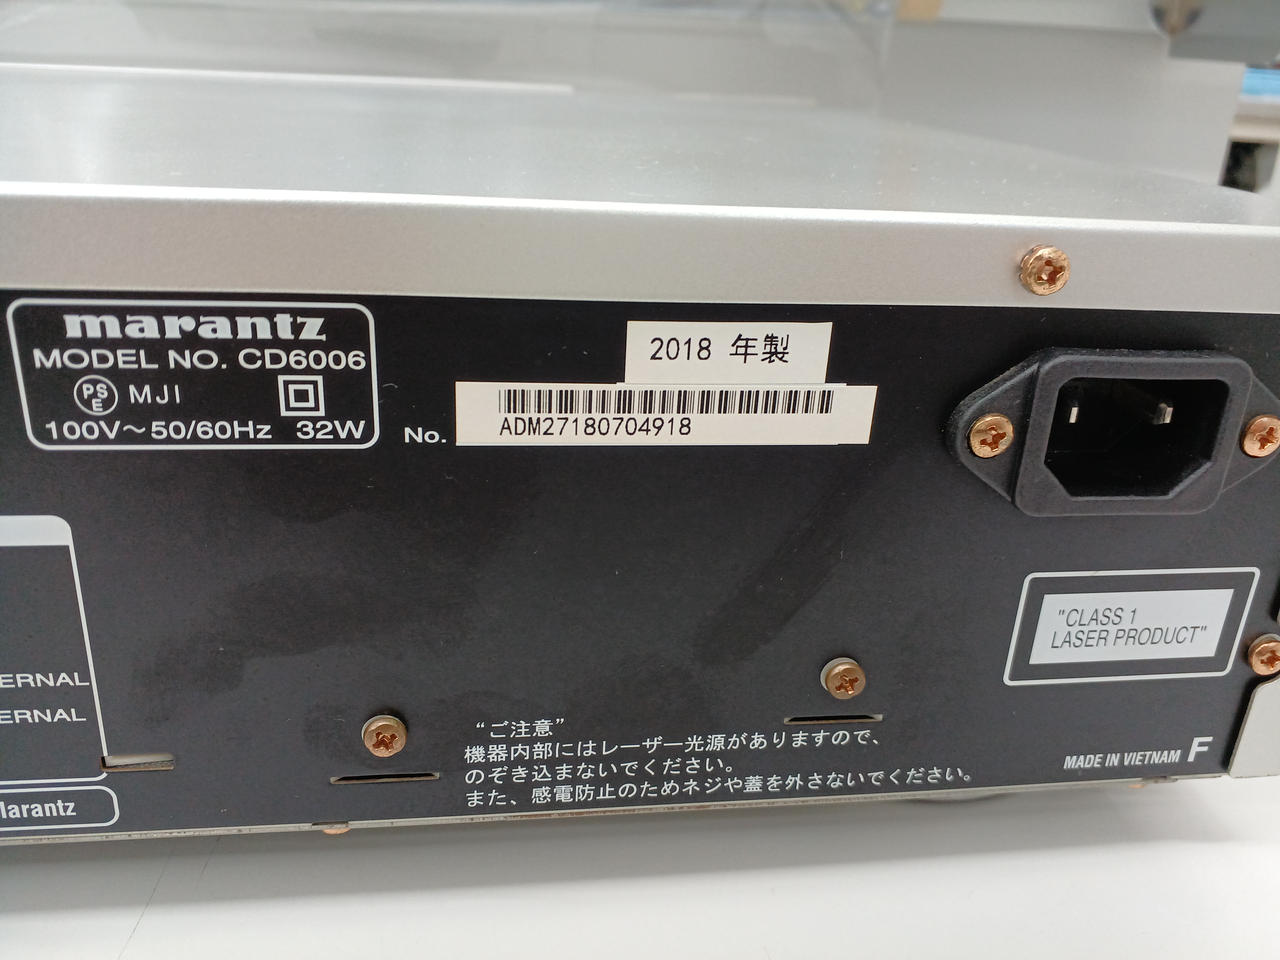 marantz
MODEL NO. CD6006
PS
E
MJI
100V～50/60Hz 32W
No.
2018 年製
ADM27180704918
"CLASS 1
LASER PRODUCT"
ERNAL
ERNAL
Marantz
“ご注意”
機器内部にはレーザー光源がありますので、
のぞき込まないでください。
また、感電防止のためネジや蓋を外さないでください。
MADE IN VIETNAM F